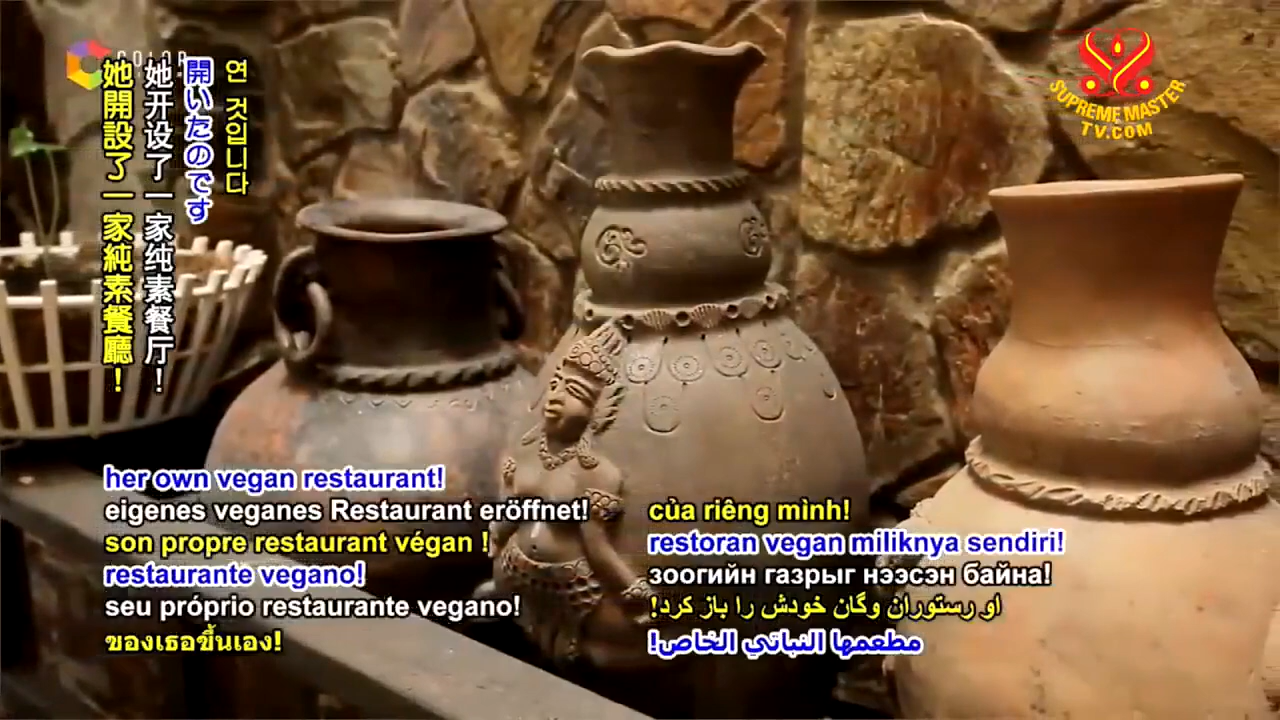 COLOR
SUPREME MASTER
TV.COM
연 것입니다
開いたのです
她开设了一家纯素餐厅！
她開設了一家純素餐廳！
her own vegan restaurant!
eigenes veganes Restaurant eröffnet!
son propre restaurant végan !
restaurante vegano!
seu próprio restaurante vegano!
ของเธอขึ้นเอง!
của riêng mình!
restoran vegan miliknya sendiri!
зоогийн газрыг нээсэн байна!
او رستوران وگان خودش را باز کرد!
مطعمها النباتي الخاص!